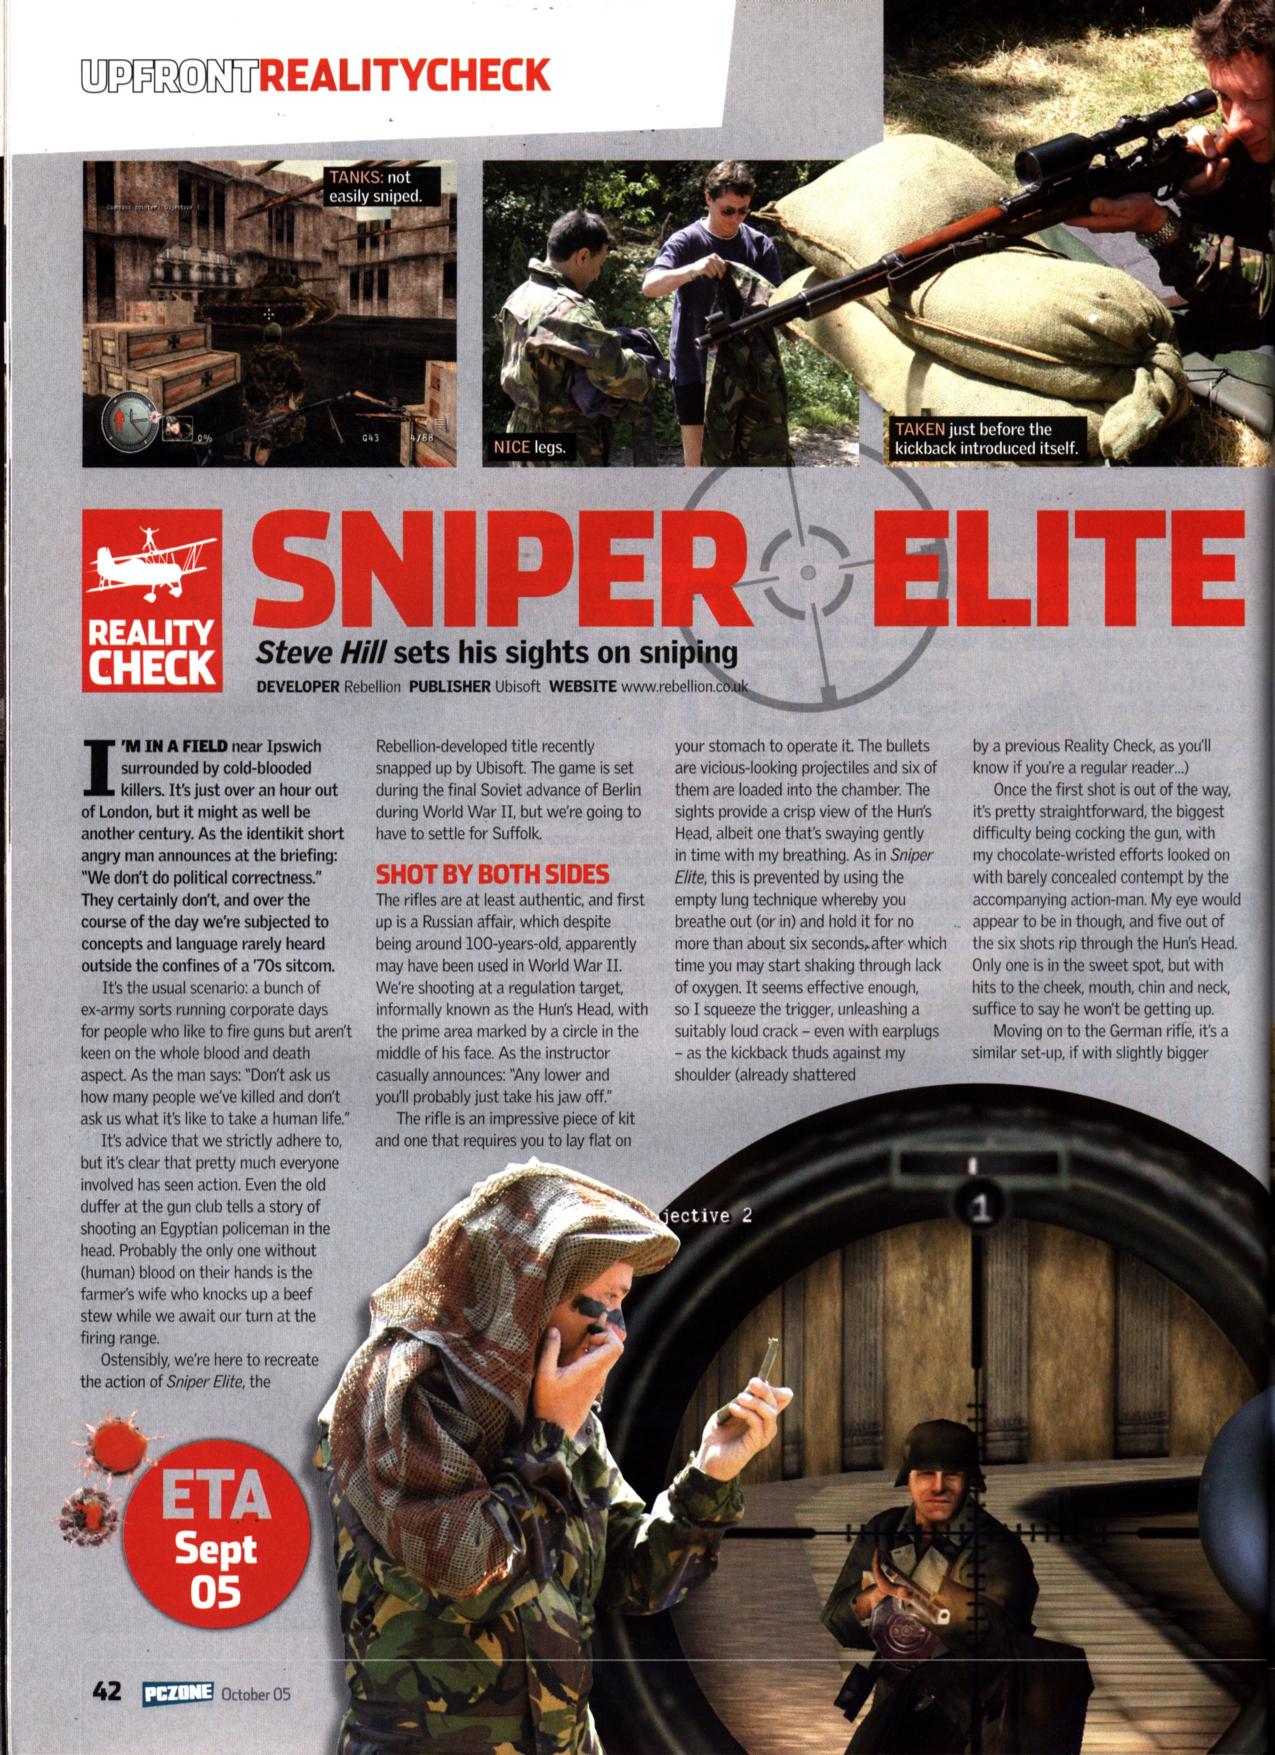 UPFRONTREALITYCHECK
TANKS: not
easily sniped.
G43
4/68
0%
NICE legs.
TAKEN just before the
kickback introduced itself.
REALITY
CHECK
SNIPER ELITE
Steve Hill sets his sights on sniping
DEVELOPER Rebellion PUBLISHER Ubisoft WEBSITE www.rebellion.co.uk
I'M IN A FIELD near Ipswich
surrounded by cold-blooded
killers. It's just over an hour out
of London, but it might as well be
another century. As the identikit short
angry man announces at the briefing:
"We don't do political correctness."
They certainly don't, and over the
course of the day we're subjected to
concepts and language rarely heard
outside the confines of a '70s sitcom.
It's the usual scenario: a bunch of
ex-army sorts running corporate days
for people who like to fire guns but aren't
keen on the whole blood and death
aspect. As the man says: "Don't ask us
how many people we've killed and don't
ask us what it's like to take a human life."
It's advice that we strictly adhere to,
but it's clear that pretty much everyone
involved has seen action. Even the old
duffer at the gun club tells a story of
shooting an Egyptian policeman in the
head. Probably the only one without
(human) blood on their hands is the
farmer's wife who knocks up a beef
stew while we await our turn at the
firing range.
Ostensibly, we're here to recreate
the action of Sniper Elite, the
Rebellion-developed title recently
snapped up by Ubisoft. The game is set
during the final Soviet advance of Berlin
during World War II, but we're going to
have to settle for Suffolk.
SHOT BY BOTH SIDES
The rifles are at least authentic, and first
up is a Russian affair, which despite
being around 100-years-old, apparently
may have been used in World War II.
We're shooting at a regulation target,
informally known as the Hun's Head, with
the prime area marked by a circle in the
middle of his face. As the instructor
casually announces: "Any lower and
you'll probably just take his jaw off."
The rifle is an impressive piece of kit
and one that requires you to lay flat on
your stomach to operate it. The bullets
are vicious-looking projectiles and six of
them are loaded into the chamber. The
sights provide a crisp view of the Hun's
Head, albeit one that's swaying gently
in time with my breathing. As in Sniper
Elite, this is prevented by using the
empty lung technique whereby you
breathe out (or in) and hold it for no
more than about six seconds, after which
time you may start shaking through lack
of oxygen. It seems effective enough,
so I squeeze the trigger, unleashing a
suitably loud crack – even with earplugs
– as the kickback thuds against my
shoulder (already shattered
by a previous Reality Check, as you'll
know if you're a regular reader...)
Once the first shot is out of the way,
it's pretty straightforward, the biggest
difficulty being cocking the gun, with
my chocolate-wristed efforts looked on
with barely concealed contempt by the
accompanying action-man. My eye would
appear to be in though, and five out of
the six shots rip through the Hun's Head.
Only one is in the sweet spot, but with
hits to the cheek, mouth, chin and neck,
suffice to say he won't be getting up.
Moving on to the German rifle, it's a
similar set-up, if with slightly bigger
jective 2
1
ETA
Sept
05
42 PCZONE October 05